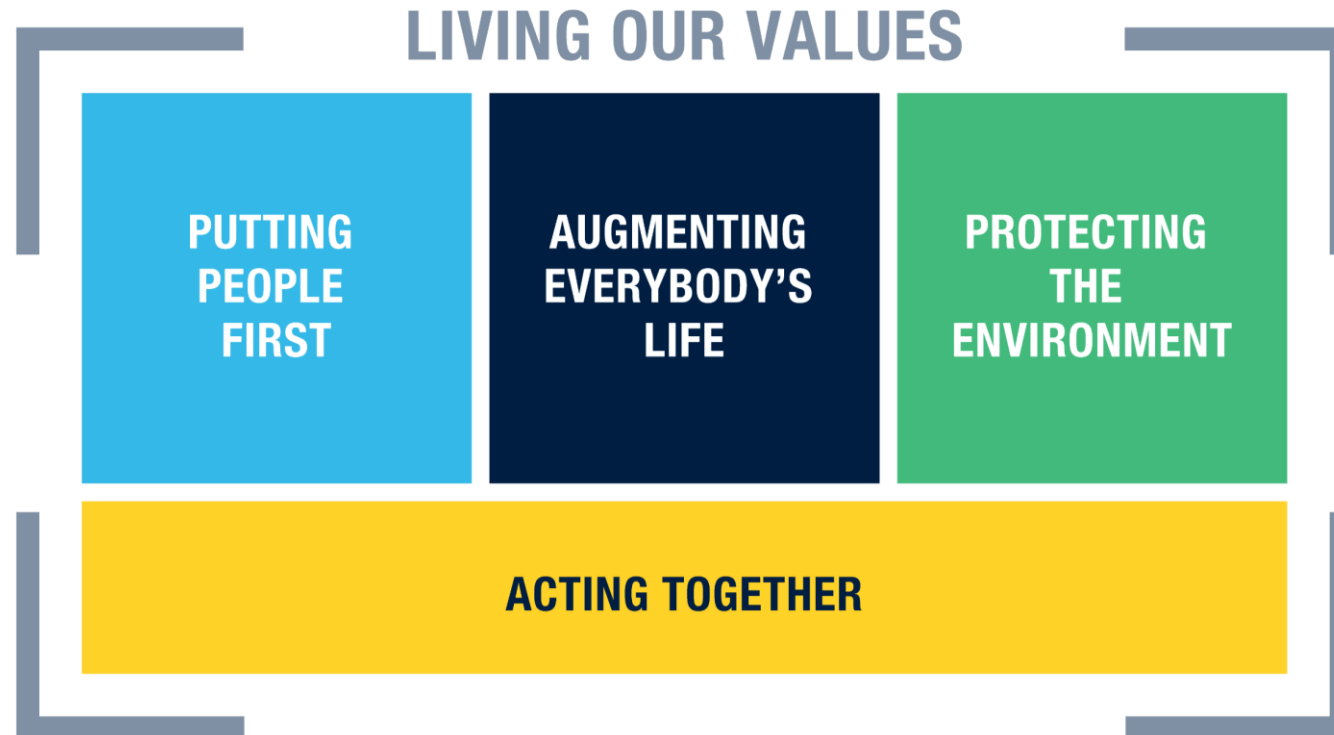 LIVING OUR VALUES
PUTTING
PEOPLE
FIRST
AUGMENTING
EVERYBODY’S
LIFE
PROTECTING
THE
ENVIRONMENT
ACTING TOGETHER